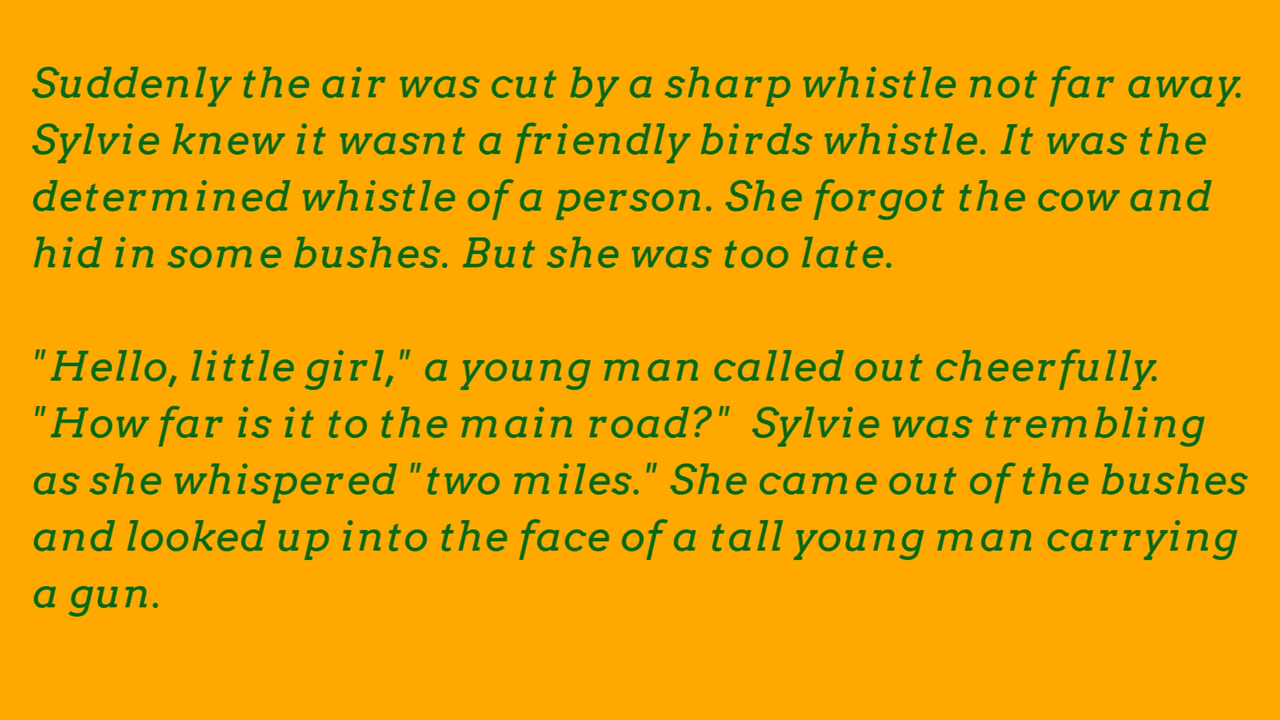 Suddenly the air was cut by a sharp whistle not far away.
Sylvie knew it wasnt a friendly birds whistle. It was the
determined whistle of a person. She forgot the cow and
hid in some bushes. But she was too late.
"Hello, little girl," a young man called out cheerfully.
"How far is it to the main road?"  Sylvie was trembling
as she whispered "two miles." She came out of the bushes
and looked up into the face of a tall young man carrying
a gun.